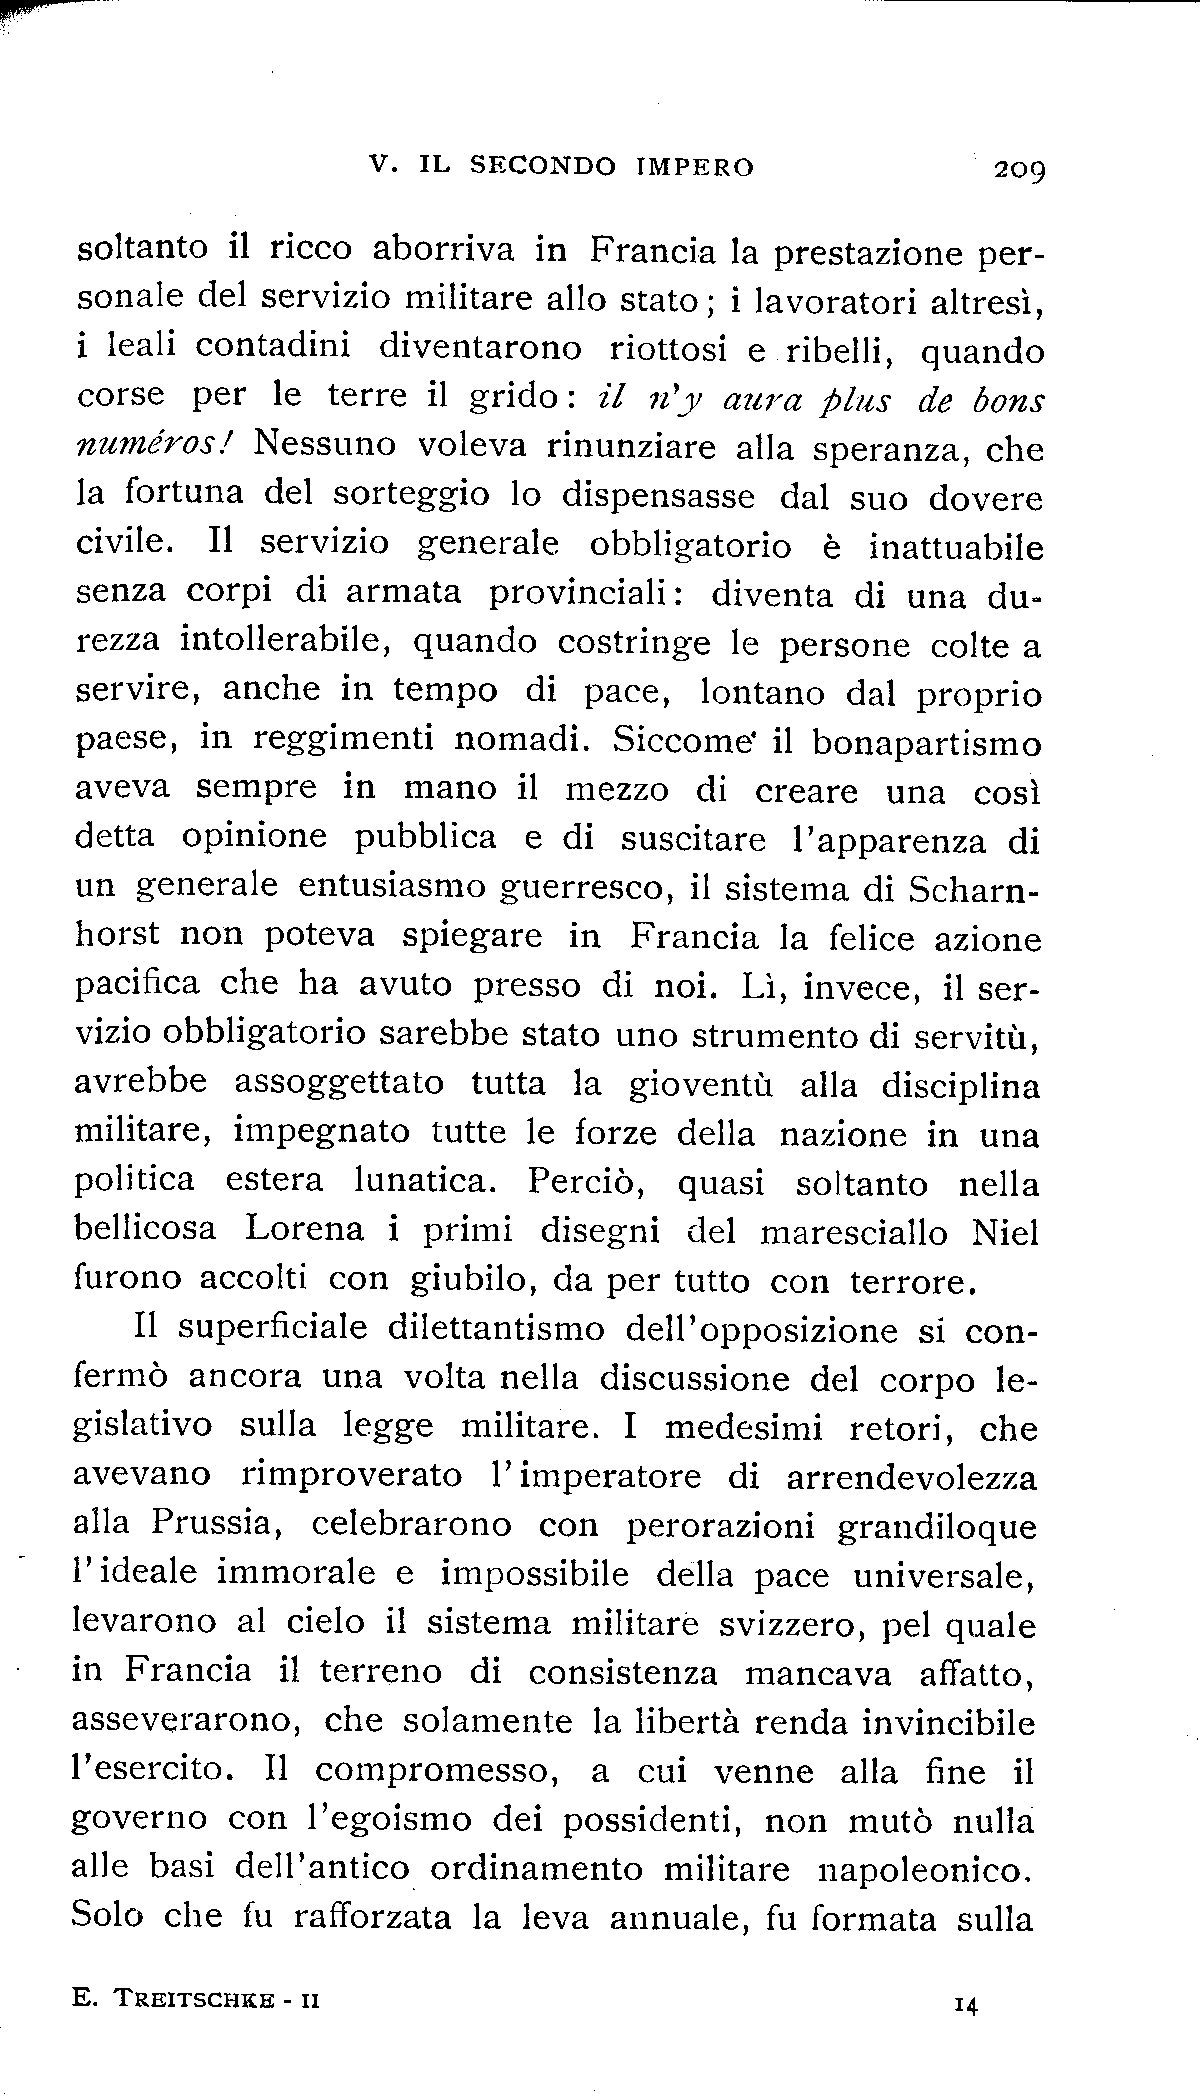 V. IL SECONDO IMPERO 209
soltanto il ricco aborriva in Francia la prestazione per-
sonale del servizio militare allo stato; i lavoratori altresì,
i leali contadini diventarono riottosi e ribelli, quando
corse per le terre il grido: il n'y aura plus de bons
numéros! Nessuno voleva rinunziare alla speranza, che
la fortuna del sorteggio lo dispensasse dal suo dovere
civile. Il servizio generale obbligatorio è inattuabile
senza corpi di armata provinciali: diventa di una du-
rezza intollerabile, quando costringe le persone colte a
servire, anche in tempo di pace, lontano dal proprio
paese, in reggimenti nomadi. Siccome' il bonapartismo
aveva sempre in mano il mezzo di creare una così
detta opinione pubblica e di suscitare l'apparenza di
un generale entusiasmo guerresco, il sistema di Scharn-
horst non poteva spiegare in Francia la felice azione
pacifica che ha avuto presso di noi. Lì, invece, il ser-
vizio obbligatorio sarebbe stato uno strumento di servitù,
avrebbe assoggettato tutta la gioventù alla disciplina
militare, impegnato tutte le forze della nazione in una
politica estera lunatica. Perciò, quasi soltanto nella
bellicosa Lorena i primi disegni del maresciallo Niel
furono accolti con giubilo, da per tutto con terrore.
Il superficiale dilettantismo dell'opposizione si con-
fermò ancora una volta nella discussione del corpo le-
gislativo sulla legge militare. I medesimi retori, che
avevano rimproverato l'imperatore di arrendevolezza
alla Prussia, celebrarono con perorazioni grandiloque
l'ideale immorale e impossibile della pace universale,
levarono al cielo il sistema militare svizzero, pel quale
in Francia il terreno di consistenza mancava affatto,
asseverarono, che solamente la libertà renda invincibile
l'esercito. Il compromesso, a cui venne alla fine il
governo con l'egoismo dei possidenti, non mutò nulla
alle basi dell'antico ordinamento militare napoleonico.
Solo che fu rafforzata la leva annuale, fu formata sulla
E. TREITSCHKE - II 14